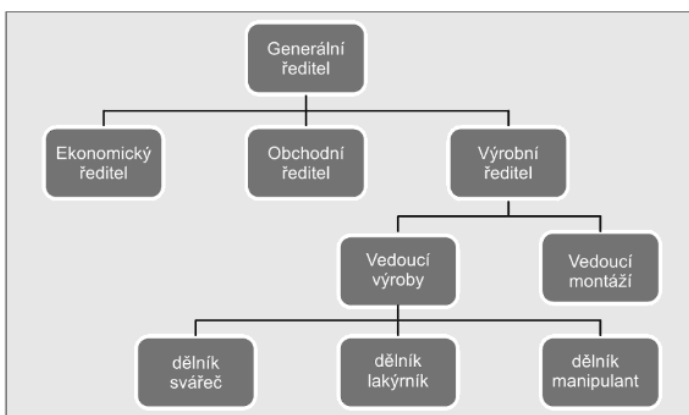 Generální
ředitel
Ekonomický
ředitel
Obchodní
ředitel
Výrobní
ředitel
Vedoucí
výroby
Vedoucí
montáží
dělník
svářeč
dělník
lakýrník
dělník
manipulant